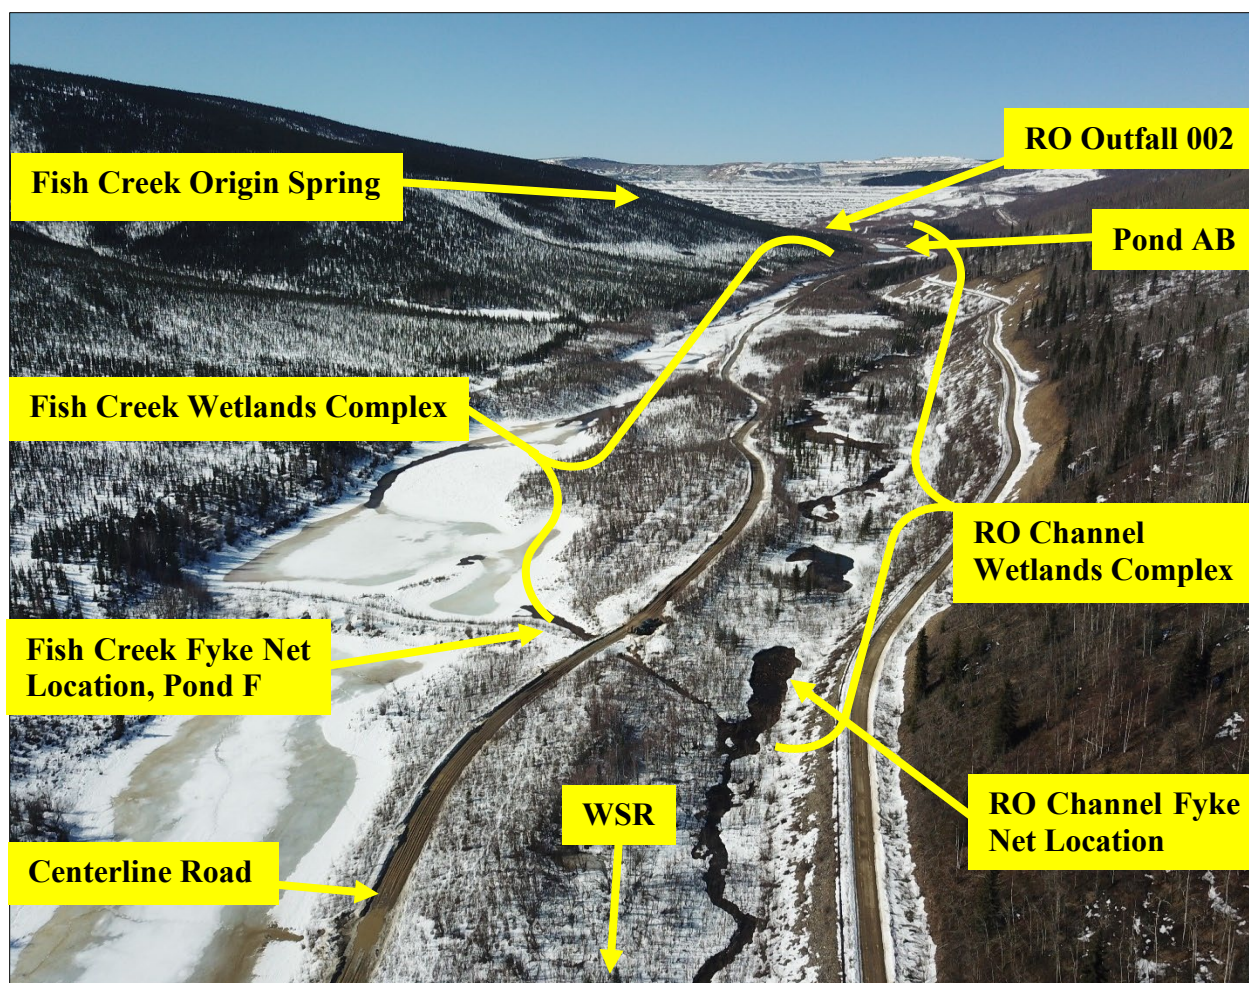 RO Outfall 002
Fish Creek Origin Spring
Pond AB
Fish Creek Wetlands Complex
RO Channel
Wetlands Complex
Fish Creek Fyke Net
Location, Pond F
RO Channel Fyke
Net Location
WSR
Centerline Road